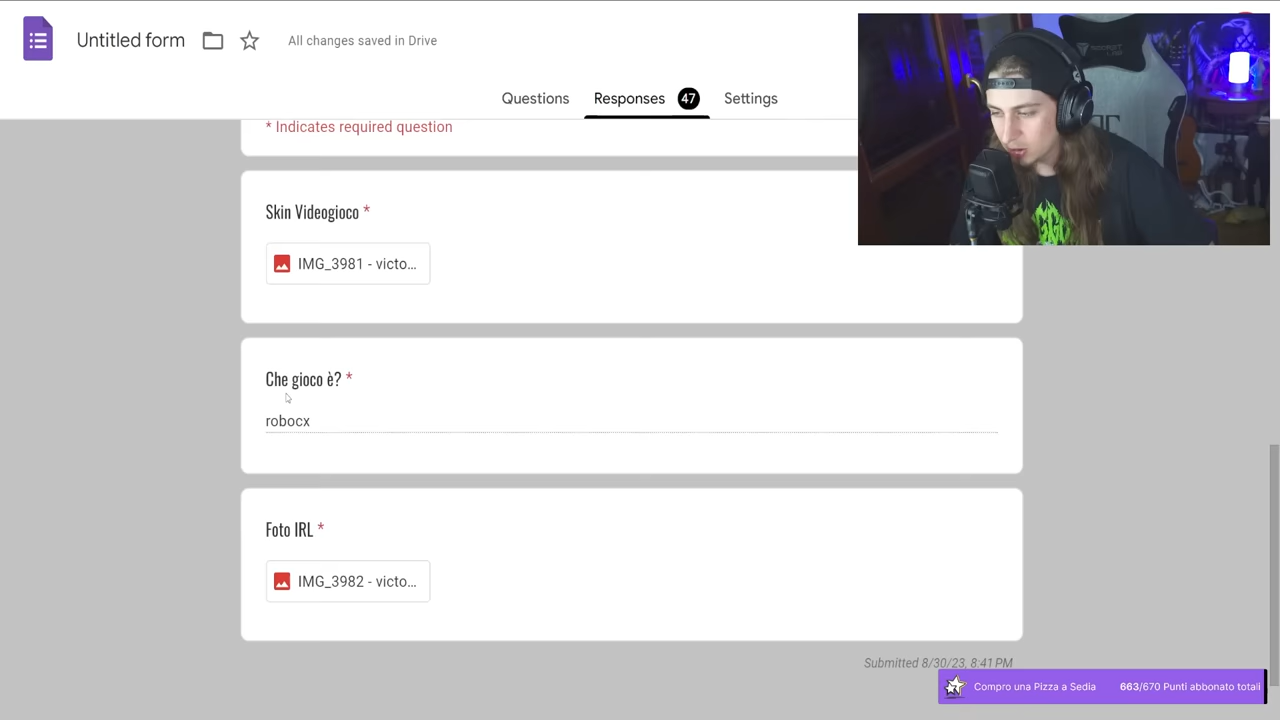 Untitled form
All changes saved in Drive
Questions
Responses 47
Settings
* Indicates required question
Skin Videogioco *
IMG_3981 - victo...
Che gioco è? *
robocx
Foto IRL *
IMG_3982 - victo...
Submitted 8/30/23, 8:41 PM
Compro una Pizza a Sedia 663/670 Punti abbonato totali